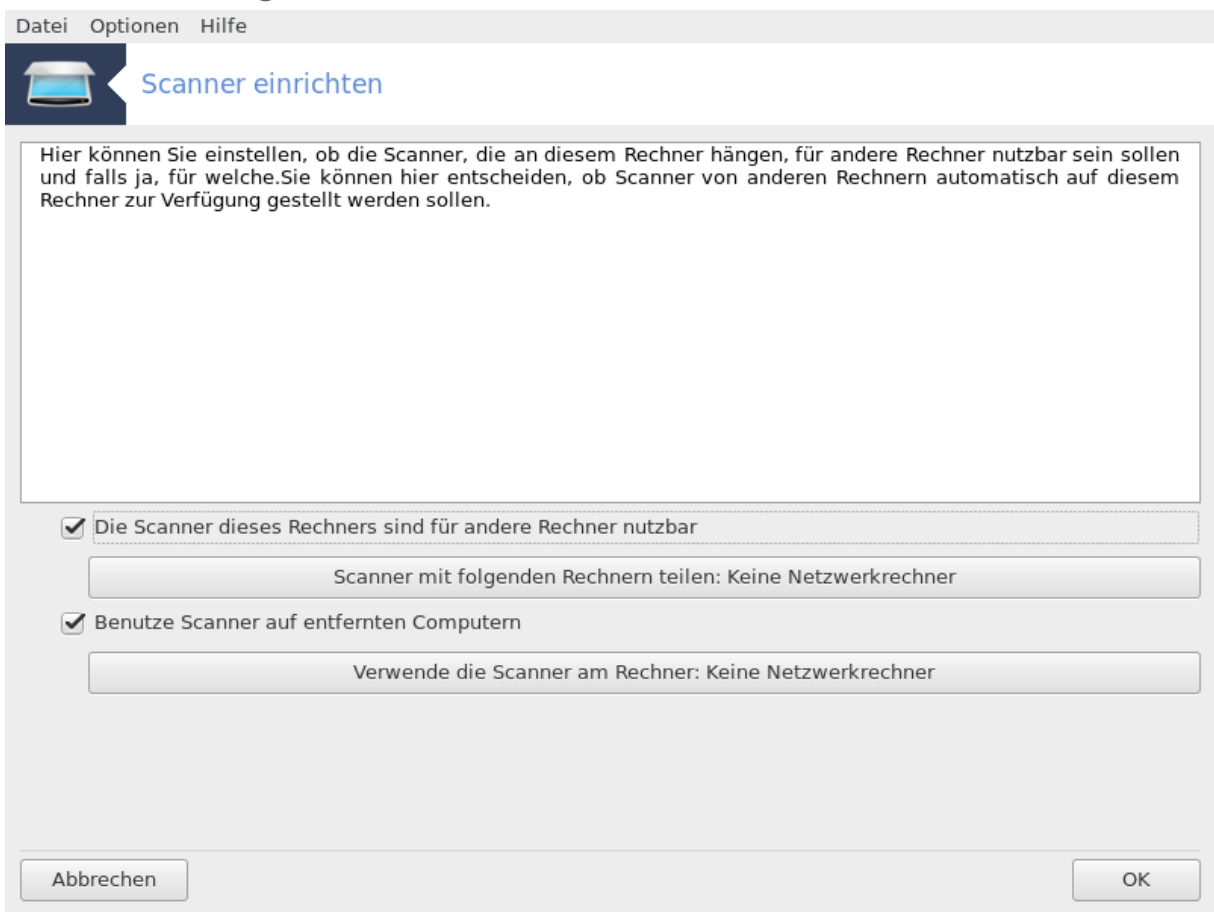 Datei Optionen Hilfe
Scanner einrichten
Hier können Sie einstellen, ob die Scanner, die an diesem Rechner hängen, für andere Rechner nutzbar sein sollen
und falls ja, für welche.Sie können hier entscheiden, ob Scanner von anderen Rechnern automatisch auf diesem
Rechner zur Verfügung gestellt werden sollen.
Die Scanner dieses Rechners sind für andere Rechner nutzbar
Scanner mit folgenden Rechnern teilen: Keine Netzwerkrechner
Benutze Scanner auf entfernten Computern
Verwende die Scanner am Rechner: Keine Netzwerkrechner
Abbrechen
OK